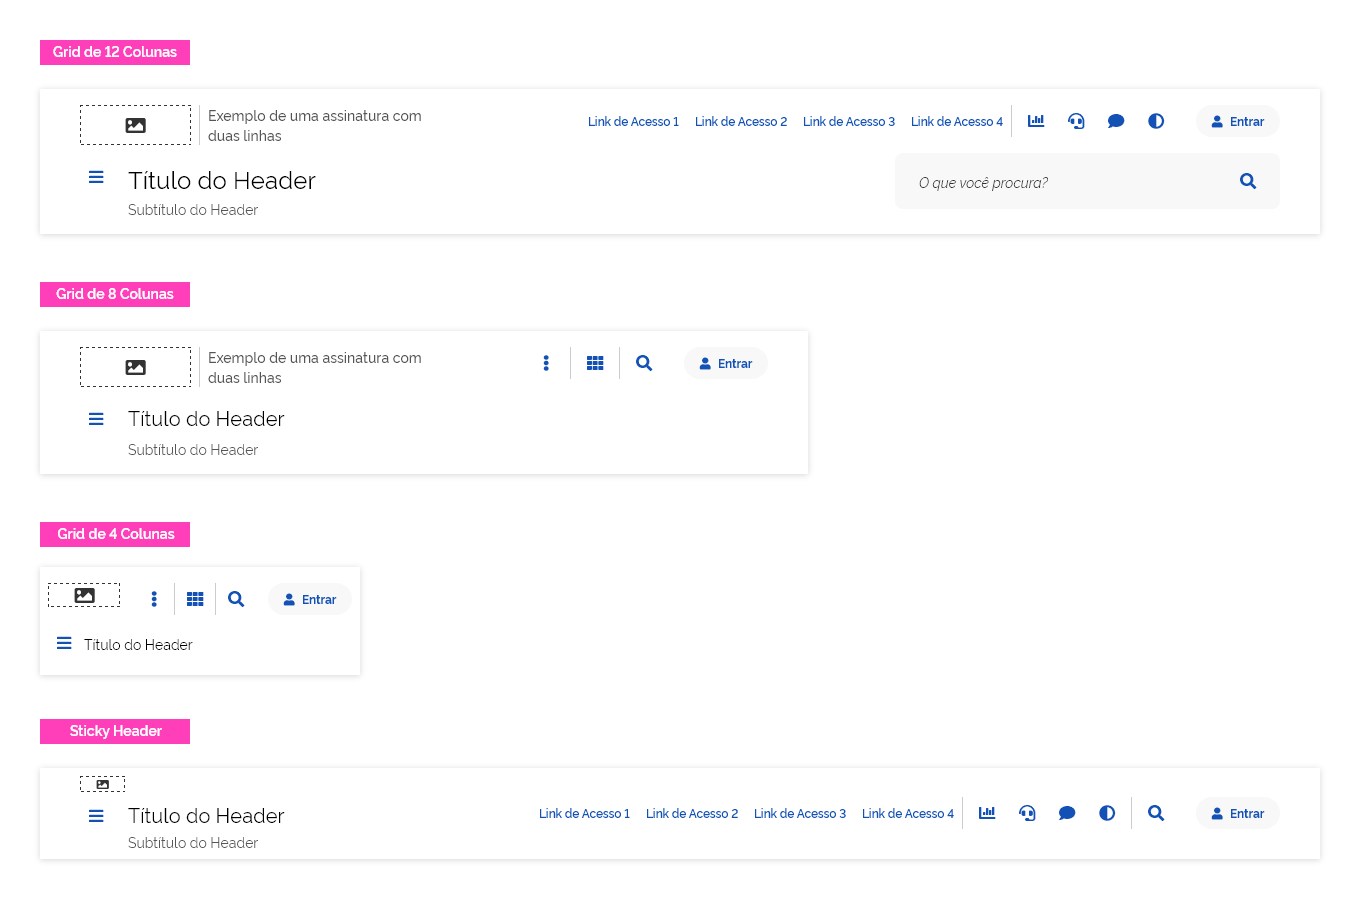 Grid de 12 Colunas
Exemplo de uma assinatura com
duas linhas
Link de Acesso 1 Link de Acesso 2 Link de Acesso 3 Link de Acesso 4 Entrar
Título do Header
O que você procura?
Subtítulo do Header
Grid de 8 Colunas
Exemplo de uma assinatura com
duas linhas
Entrar
Título do Header
Subtítulo do Header
Grid de 4 Colunas
Entrar
Título do Header
Sticky Header
Título do Header
Link de Acesso 1 Link de Acesso 2 Link de Acesso 3 Link de Acesso 4 Entrar
Subtítulo do Header